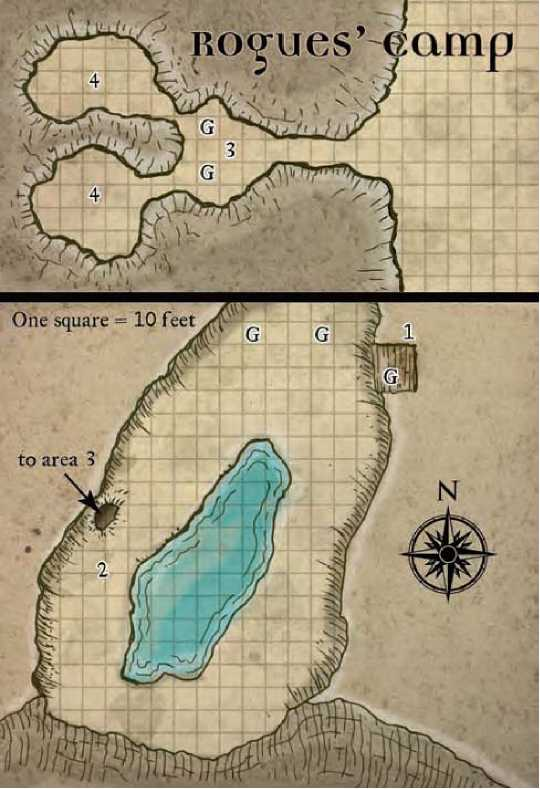 Rogues' Camp
4
G
3
G
4
One square = 10 feet
G G 1
G
to area 3
N
2